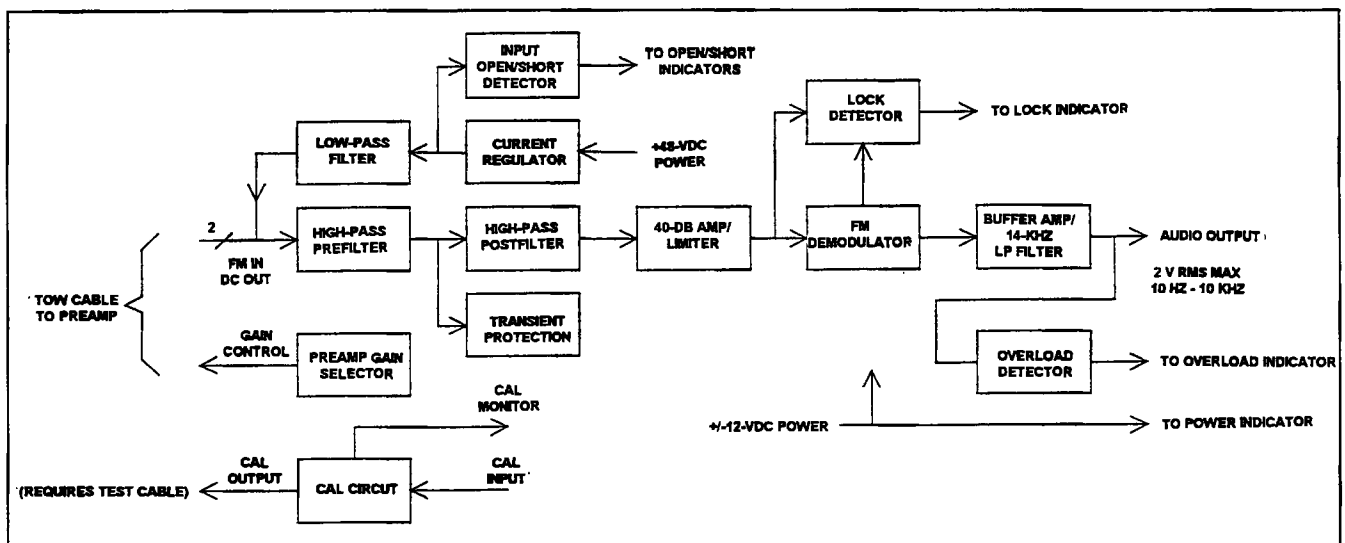 INPUT
OPEN/SHORT
DETECTOR
TO OPEN/SHORT
INDICATORS
LOCK
DETECTOR
TO LOCK INDICATOR
LOW-PASS
FILTER
CURRENT
REGULATOR
+48-VDC
POWER
2
FM IN
DC OUT
HIGH-PASS
PREFILTER
HIGH-PASS
POSTFILTER
40-DB AMP/
LIMITER
FM
DEMODULATOR
BUFFER AMP/
14-KHZ
LP FILTER
AUDIO OUTPUT
2 V RMS MAX
10 HZ - 10 KHZ
TOW CABLE
TO PREAMP
TRANSIENT
PROTECTION
GAIN
CONTROL
PREAMP GAIN
SELECTOR
OVERLOAD
DETECTOR
TO OVERLOAD INDICATOR
CAL
MONITOR
+/-12-VDC POWER
TO POWER INDICATOR
(REQUIRES TEST CABLE)
CAL
OUTPUT
CAL CIRCUT
CAL
INPUT